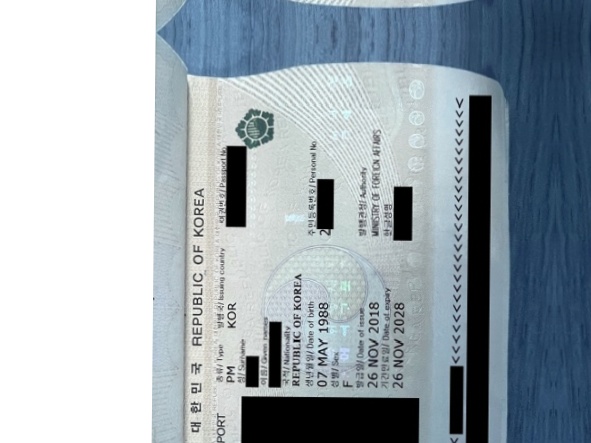 대한민국 REPUBLIC OF KOREA
PORT
종류/Type 발행국/Issuing country 여권번호/Passport No.
PM KOR
성/Surname
이름/Given names
국적/Nationality
REPUBLIC OF KOREA
생년월일/Date of birth 주민등록번호/Personal No.
07 MAY 1988 2
성별/Sex
F
발급일/Date of issue 발행관청/Authority
26 NOV 2018 MINISTRY OF FOREIGN AFFAIRS
기간만료일/Date of expiry 한글성명
26 NOV 2028